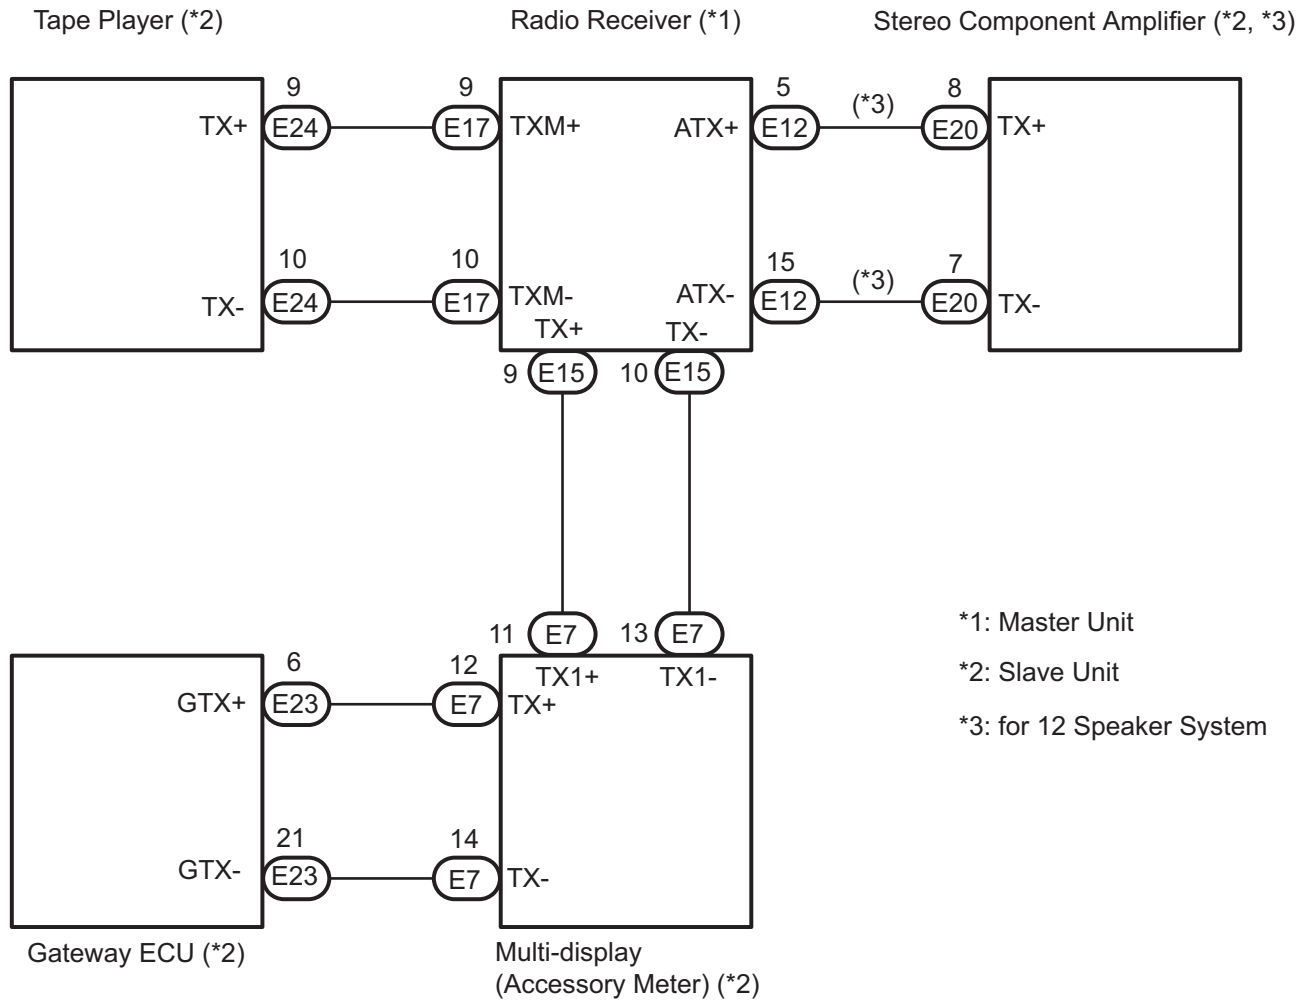 Tape Player (*2)
Radio Receiver (*1)
Stereo Component Amplifier (*2, *3)
9
9
5
(*3)
8
TX+
E24
E17
TXM+
ATX+
E12
E20
TX+
10
10
15
(*3)
7
TX-
E24
E17
TXM-
ATX-
E12
E20
TX-
TX+
TX-
9
E15
10
E15
11
E7
13
E7
TX1+
TX1-
6
12
GTX+
E23
E7
TX+
21
14
GTX-
E23
E7
TX-
Gateway ECU (*2)
Multi-display
(Accessory Meter) (*2)
*1: Master Unit
*2: Slave Unit
*3: for 12 Speaker System